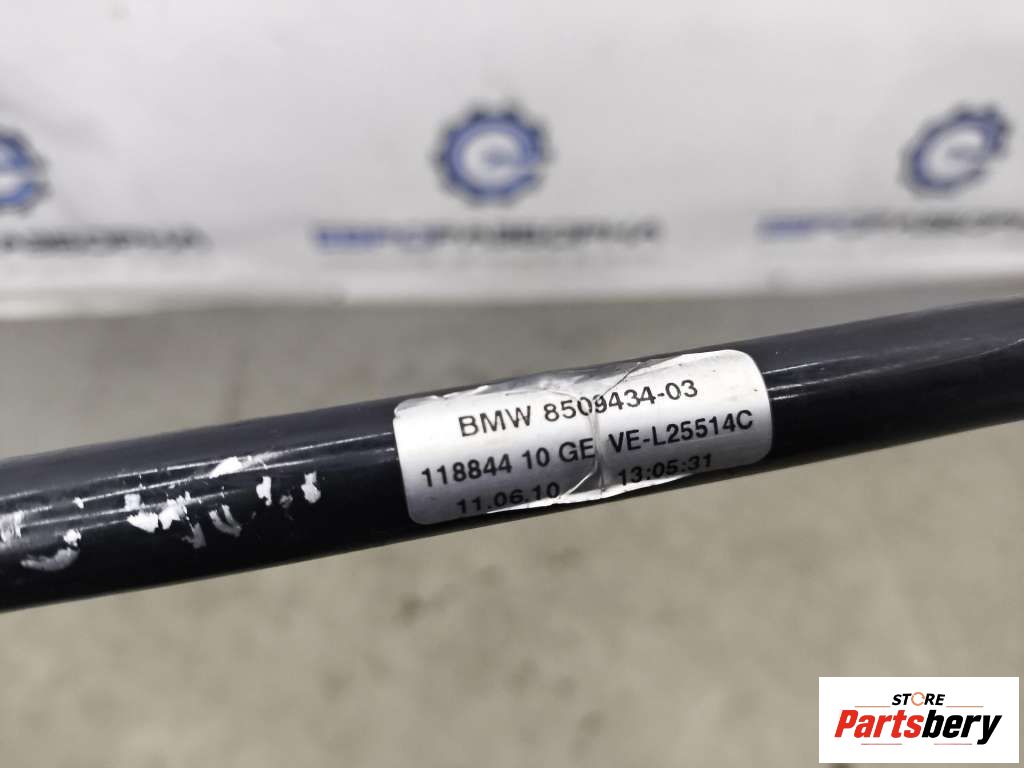 BMW 8509434-03
118844 10 GE VE-L25514C
11.06.10 13:05:31
STORE
Partsbery